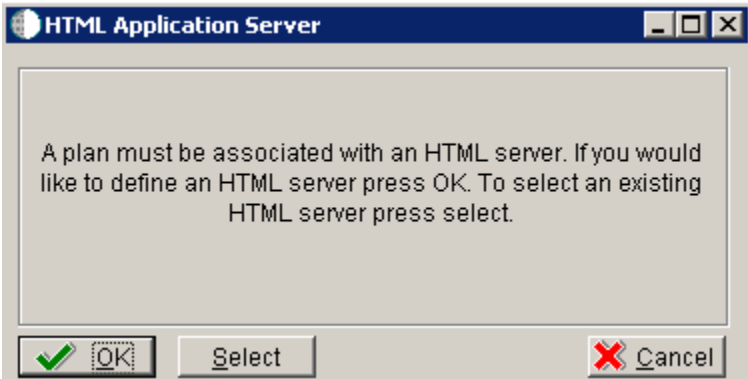 HTML Application Server
A plan must be associated with an HTML server. If you would
like to define an HTML server press OK. To select an existing
HTML server press select.
OK
Select
Cancel